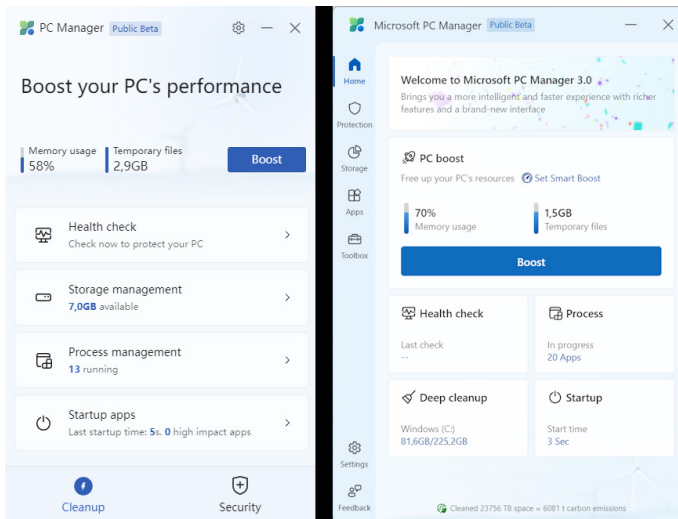 PC Manager Public Beta
Boost your PC's performance
Memory usage
58%
Temporary files
2,9GB
Boost
Health check
Check now to protect your PC
Storage management
7,0GB available
Process management
13 running
Startup apps
Last startup time: 5s. 0 high impact apps
Cleanup
Security
Microsoft PC Manager Public Beta
Home
Protection
Storage
Apps
Toolbox
Settings
Feedback
Welcome to Microsoft PC Manager 3.0
Brings you a more intelligent and faster experience with richer
features and a brand-new interface
PC boost
Free up your PC's resources Set Smart Boost
70%
Memory usage
1,5GB
Temporary files
Boost
Health check
Last check
--
Process
In progress
20 Apps
Deep cleanup
Windows (C:)
81,6GB/225,2GB
Startup
Start time
3 Sec
Cleaned 23756 TB space = 6081 t carbon emissions